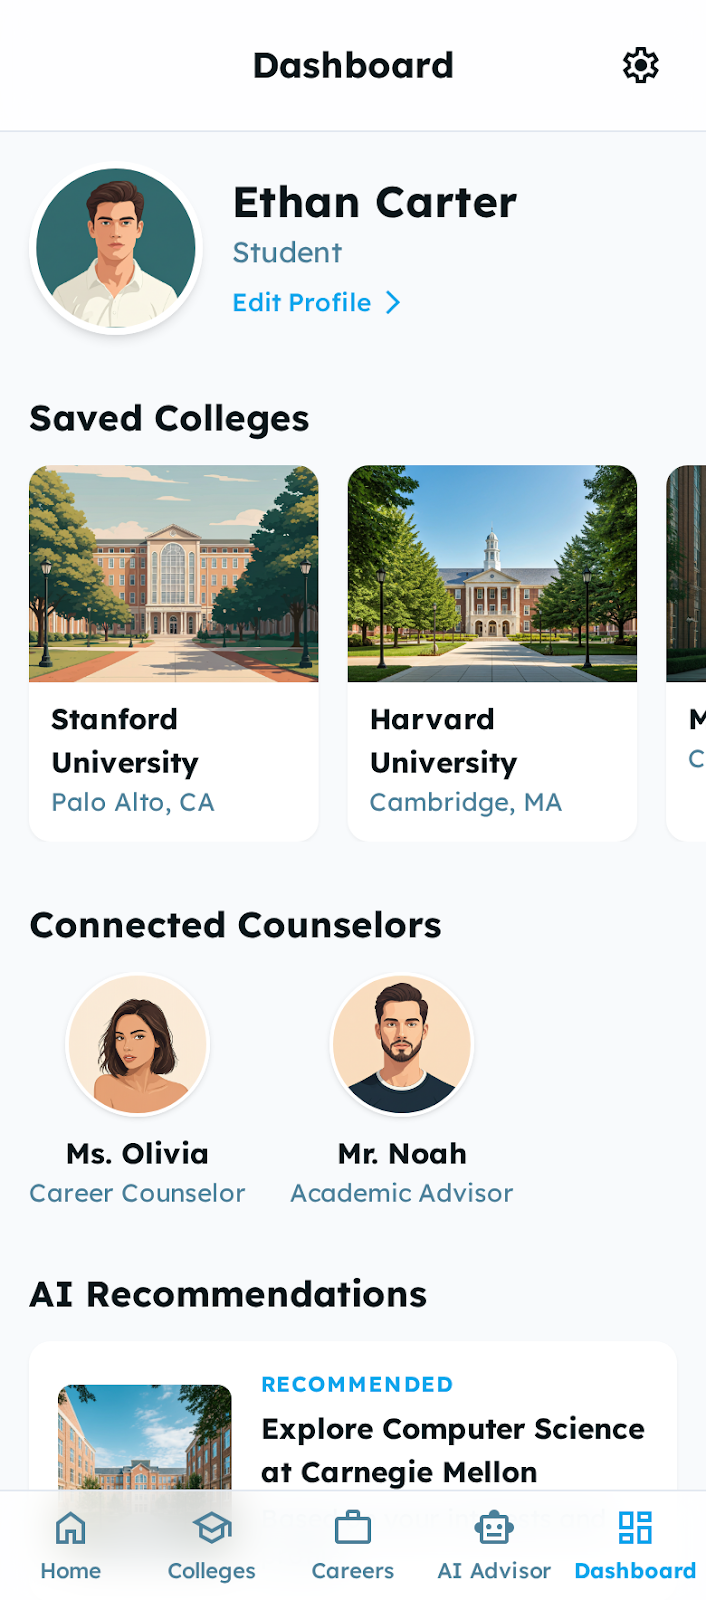 Dashboard
Ethan Carter
Student
Edit Profile
Saved Colleges
Stanford
University
Palo Alto, CA
Harvard
University
Cambridge, MA
Connected Counselors
Ms. Olivia
Career Counselor
Mr. Noah
Academic Advisor
AI Recommendations
RECOMMENDED
Explore Computer Science
at Carnegie Mellon
Home
Colleges
Careers
AI Advisor
Dashboard